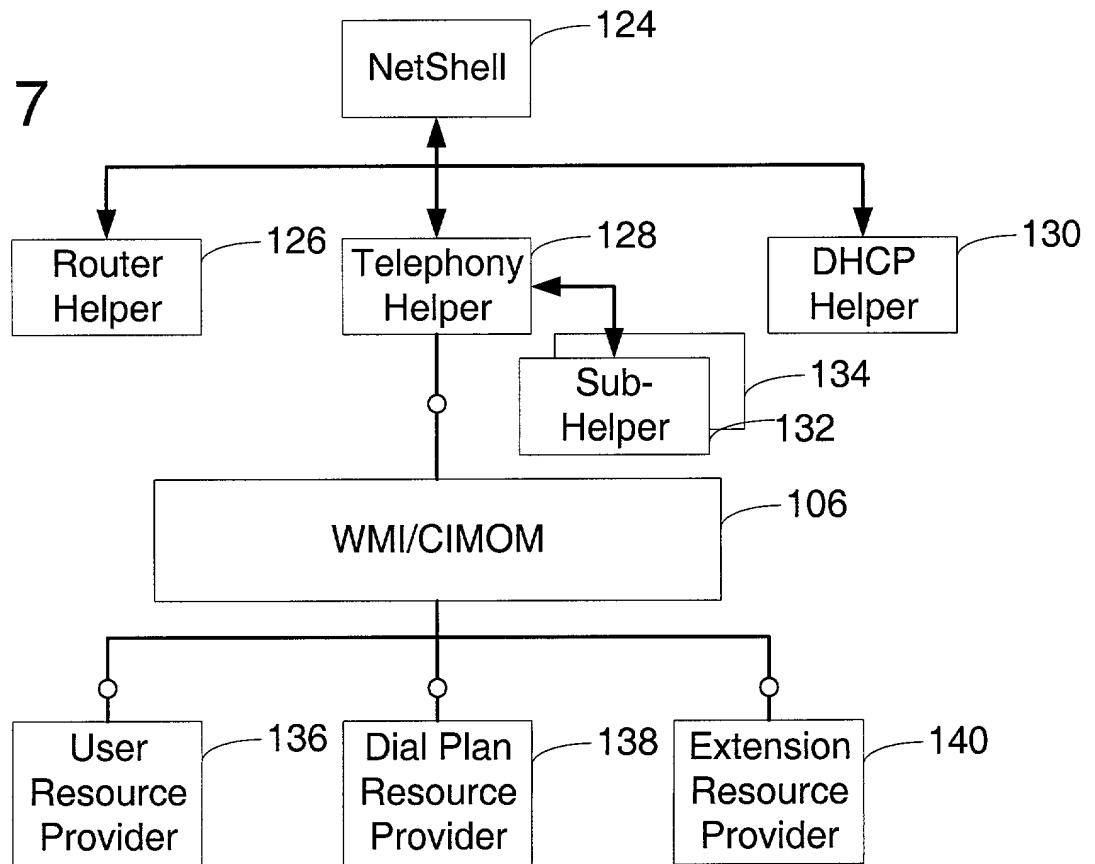 124
NetShell
7
126
128
130
Router
Helper
Telephony
Helper
DHCP
Helper
134
Sub-
Helper
132
106
WMI/CIMOM
136
138
140
User
Resource
Provider
Dial Plan
Resource
Provider
Extension
Resource
Provider